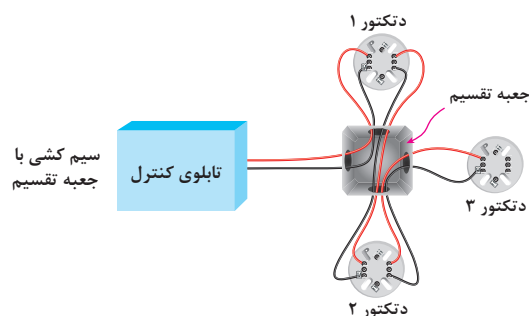 دتکتور ۱
جعبه تقسیم
سیم کشی با
جعبه تقسیم
تابلوی کنترل
دتکتور ۳
دتکتور ۲